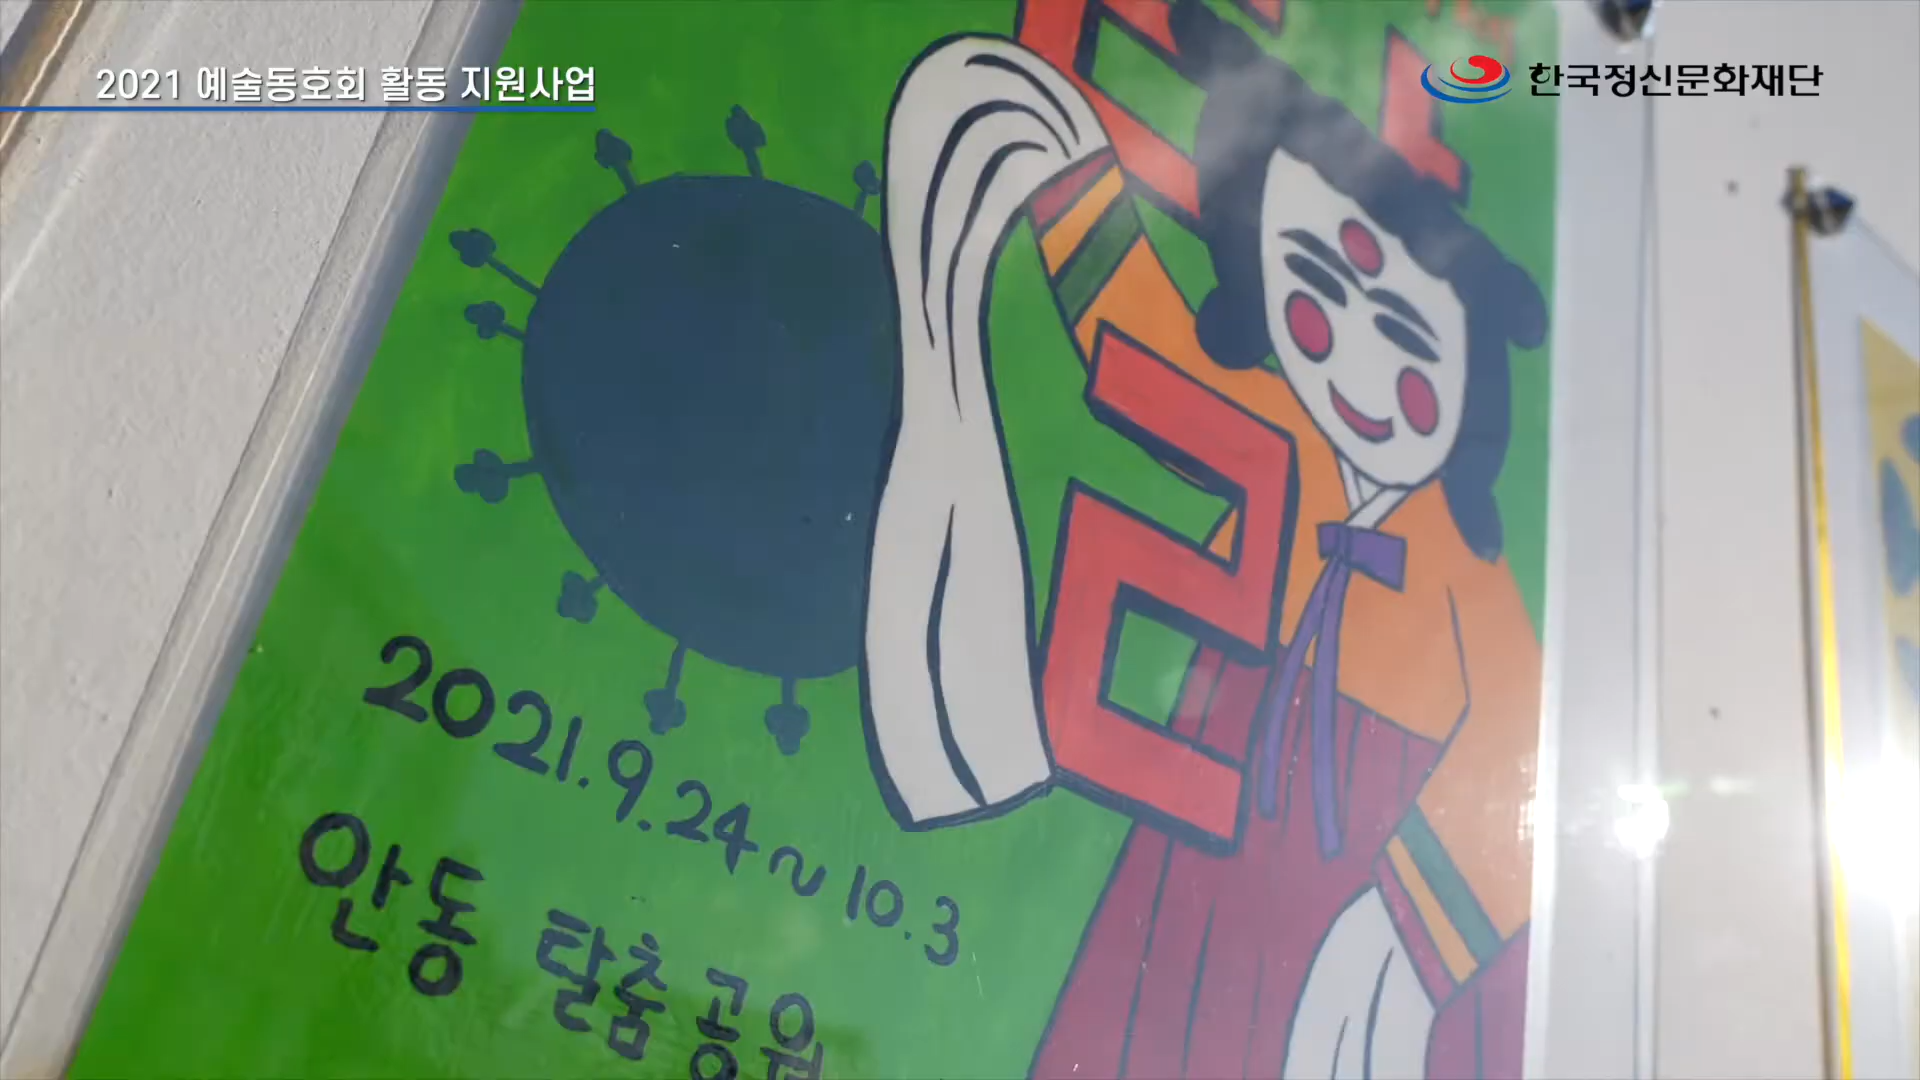 2021 예술동호회 활동 지원사업
한국정신문화재단
2021.9.24~10.3
안동 탈춤공원